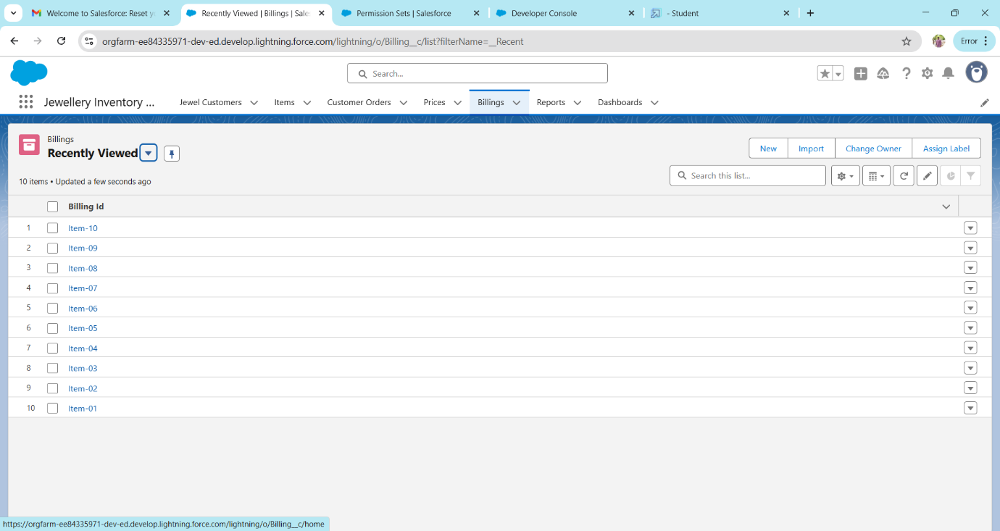 Welcome to Salesforce: Reset yo
Recently Viewed | Billings | Sale
Permission Sets | Salesforce
Developer Console
- Student
orgfarm-ee84335971-dev-ed.develop.lightning.force.com/lightning/o/Billing__c/list?filterName=__Recent
Error
Search...
Jewellery Inventory ...
Jewel Customers
Items
Customer Orders
Prices
Billings
Reports
Dashboards
Billings
Recently Viewed
New
Import
Change Owner
Assign Label
10 items • Updated a few seconds ago
Search this list...
Billing Id
1 Item-10
2 Item-09
3 Item-08
4 Item-07
5 Item-06
6 Item-05
7 Item-04
8 Item-03
9 Item-02
10 Item-01
https://orgfarm-ee84335971-dev-ed.develop.lightning.force.com/lightning/o/Billing__c/home